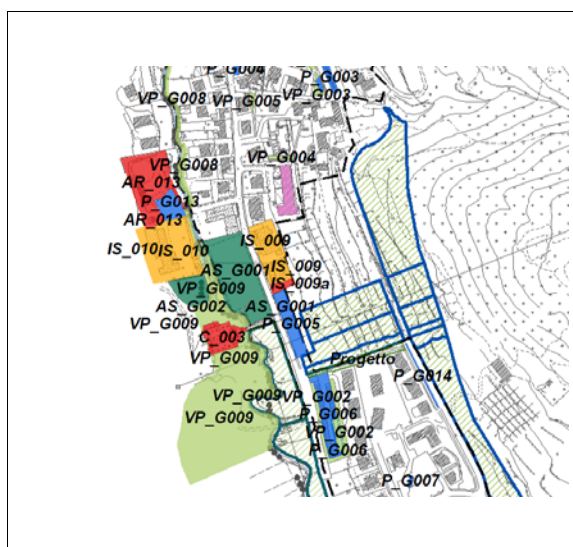 P_G004
P_G003
VP_G008
VP_G005
VP_G003
VP_G008
VP_G004
AR_013
P_G013
AR_013
IS_009
IS_010
IS_010
AS_G001
IS_009
VP_G009
IS_009a
AS_G002
AS_G001
VP_G009
P_G005
C_003
VP_G009
Progetto
P_G014
VP_G009
VP_G002
VP_G009
P_G006
VP_G002
P_G006
P_G007